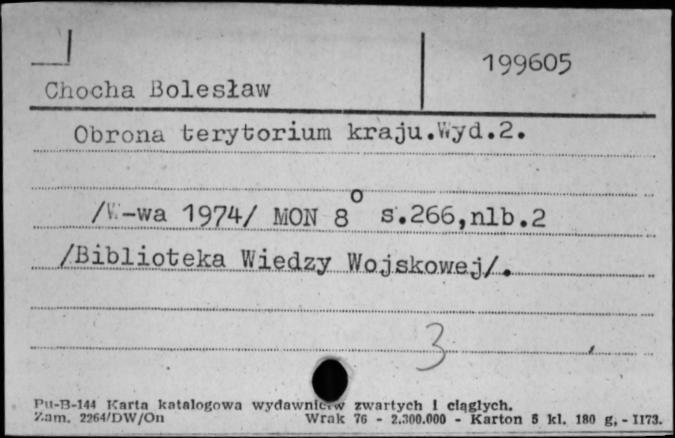 199605
Chocha Bolesław
Obrona terytorium kraju.Wyd.2.
/W-wa 1974/ MON 8° s.266,nlb.2
/Biblioteka Wiedzy Wojskowej/.
3
Pu-B-144 Karta katalogowa wydawnictw zwartych i ciągłych.
Zam. 2264/DW/On Wrak 76 - 2.300.000 - Karton 5 kl. 180 g. - 1173.